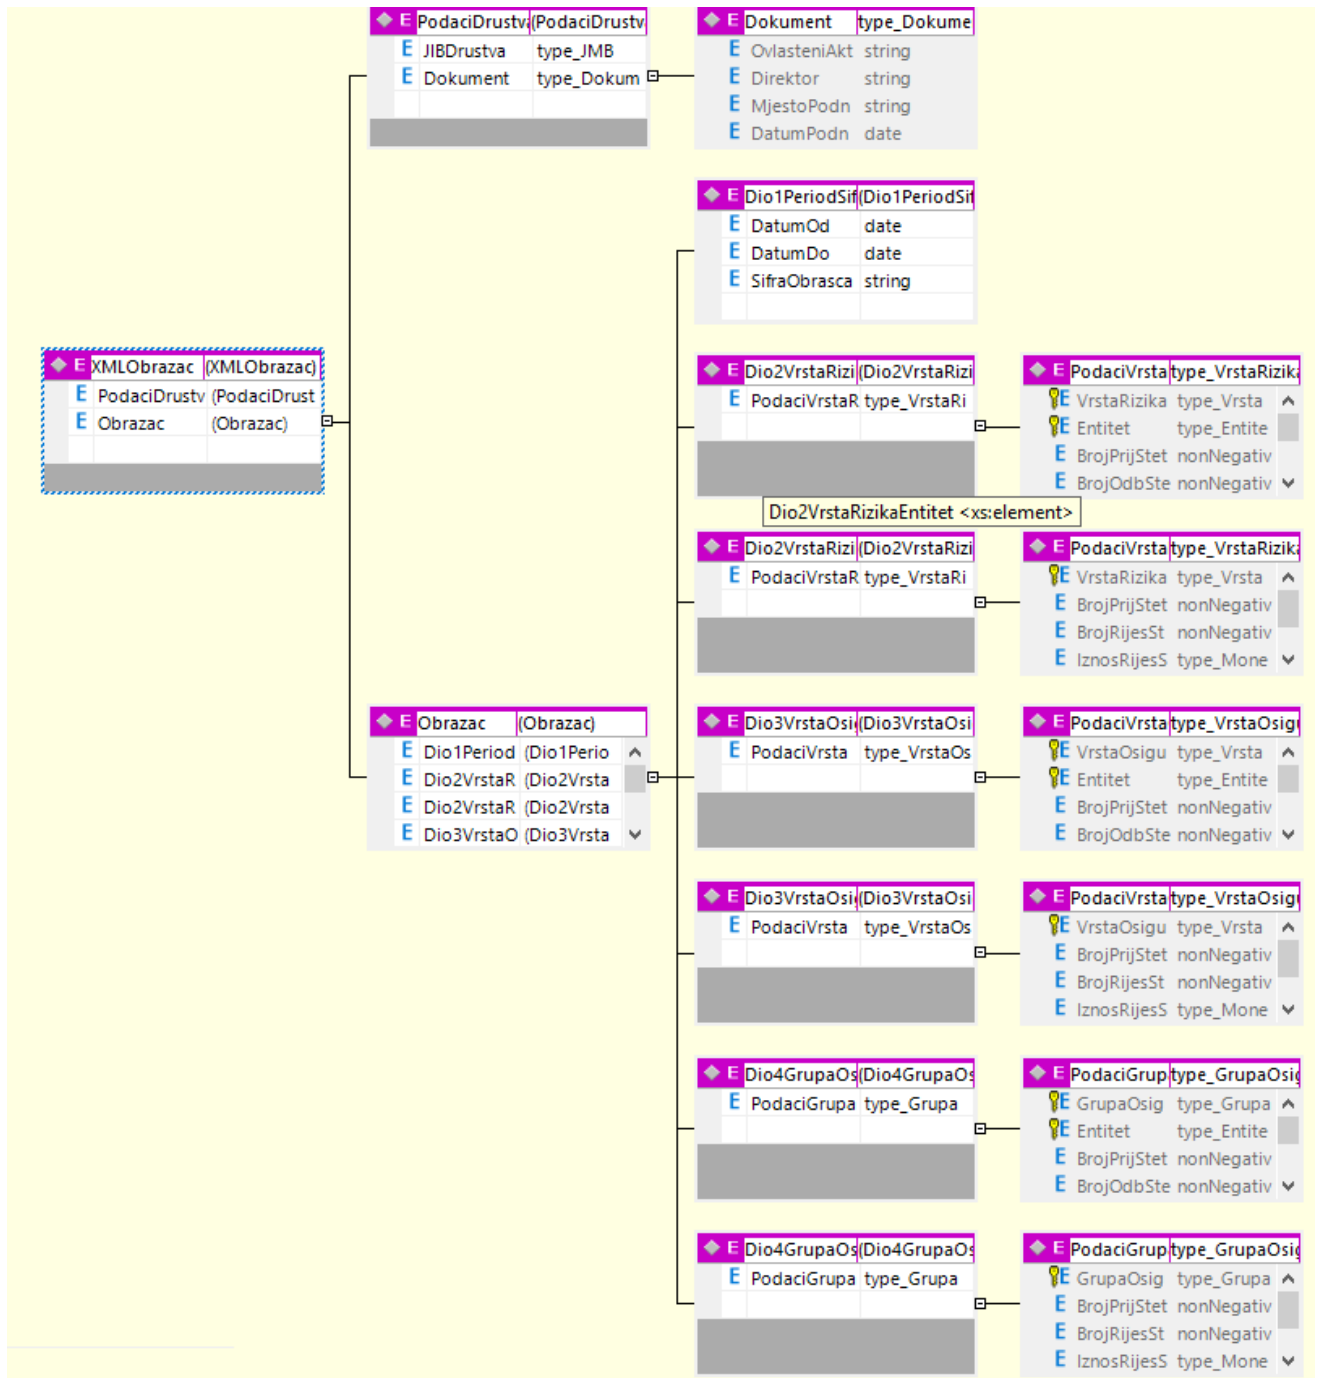 E PodaciDrustv (PodaciDrustv
E JIBDrustva type_JMB
E Dokument type_Dokum
E Dokument type_Dokume
E OvlasteniAkt string
E Direktor string
E MjestoPodn string
E DatumPodn date
E Dio1PeriodSif (Dio1PeriodSif
E DatumOd date
E DatumDo date
E SifraObrasca string
E XMLObrazac (XMLObrazac)
E PodaciDrustv (PodaciDrust
E Obrazac (Obrazac)
E Dio2VrstaRizi (Dio2VrstaRizi
E PodaciVrstaR type_VrstaRi
E PodaciVrsta type_VrstaRizika
E VrstaRizika type_Vrsta
E Entitet type_Entite
E BrojPrijStet nonNegativ
E BrojOdbSte nonNegativ
Dio2VrstaRizikaEntitet <xs:element>
E Dio2VrstaRizi (Dio2VrstaRizi
E PodaciVrstaR type_VrstaRi
E PodaciVrsta type_VrstaRizika
E VrstaRizika type_Vrsta
E BrojPrijStet nonNegativ
E BrojRijesSt nonNegativ
E IznosRijesS type_Mone
E Obrazac (Obrazac)
E Dio1Period (Dio1Perio
E Dio2VrstaR (Dio2Vrsta
E Dio2VrstaR (Dio2Vrsta
E Dio3VrstaO (Dio3Vrsta
E Dio3VrstaOsi (Dio3VrstaOsi
E PodaciVrsta type_VrstaOs
E PodaciVrsta type_VrstaOsig
E VrstaOsigu type_Vrsta
E Entitet type_Entite
E BrojPrijStet nonNegativ
E BrojOdbSte nonNegativ
E Dio3VrstaOsi (Dio3VrstaOsi
E PodaciVrsta type_VrstaOs
E PodaciVrsta type_VrstaOsig
E VrstaOsigu type_Vrsta
E BrojPrijStet nonNegativ
E BrojRijesSt nonNegativ
E IznosRijesS type_Mone
E Dio4GrupaOs (Dio4GrupaOs
E PodaciGrupa type_Grupa
E PodaciGrup type_GrupaOsig
E GrupaOsig type_Grupa
E Entitet type_Entite
E BrojPrijStet nonNegativ
E BrojOdbSte nonNegativ
E Dio4GrupaOs (Dio4GrupaOs
E PodaciGrupa type_Grupa
E PodaciGrup type_GrupaOsig
E GrupaOsig type_Grupa
E BrojPrijStet nonNegativ
E BrojRijesSt nonNegativ
E IznosRijesS type_Mone